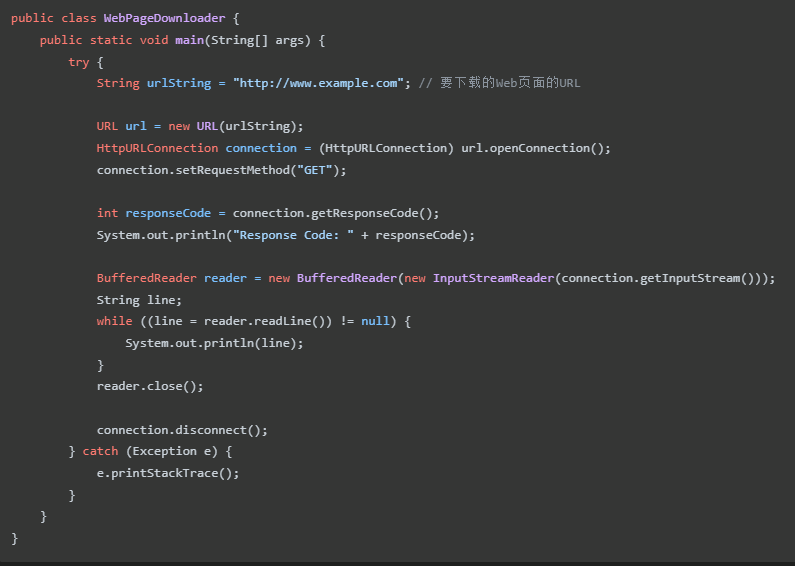 public class WebPageDownloader {
    public static void main(String[] args) {
        try {
            String urlString = "http://www.example.com"; // 要下载的Web页面的URL

            URL url = new URL(urlString);
            HttpURLConnection connection = (HttpURLConnection) url.openConnection();
            connection.setRequestMethod("GET");

            int responseCode = connection.getResponseCode();
            System.out.println("Response Code: " + responseCode);

            BufferedReader reader = new BufferedReader(new InputStreamReader(connection.getInputStream()));
            String line;
            while ((line = reader.readLine()) != null) {
                System.out.println(line);
            }
            reader.close();

            connection.disconnect();
        } catch (Exception e) {
            e.printStackTrace();
        }
    }
}